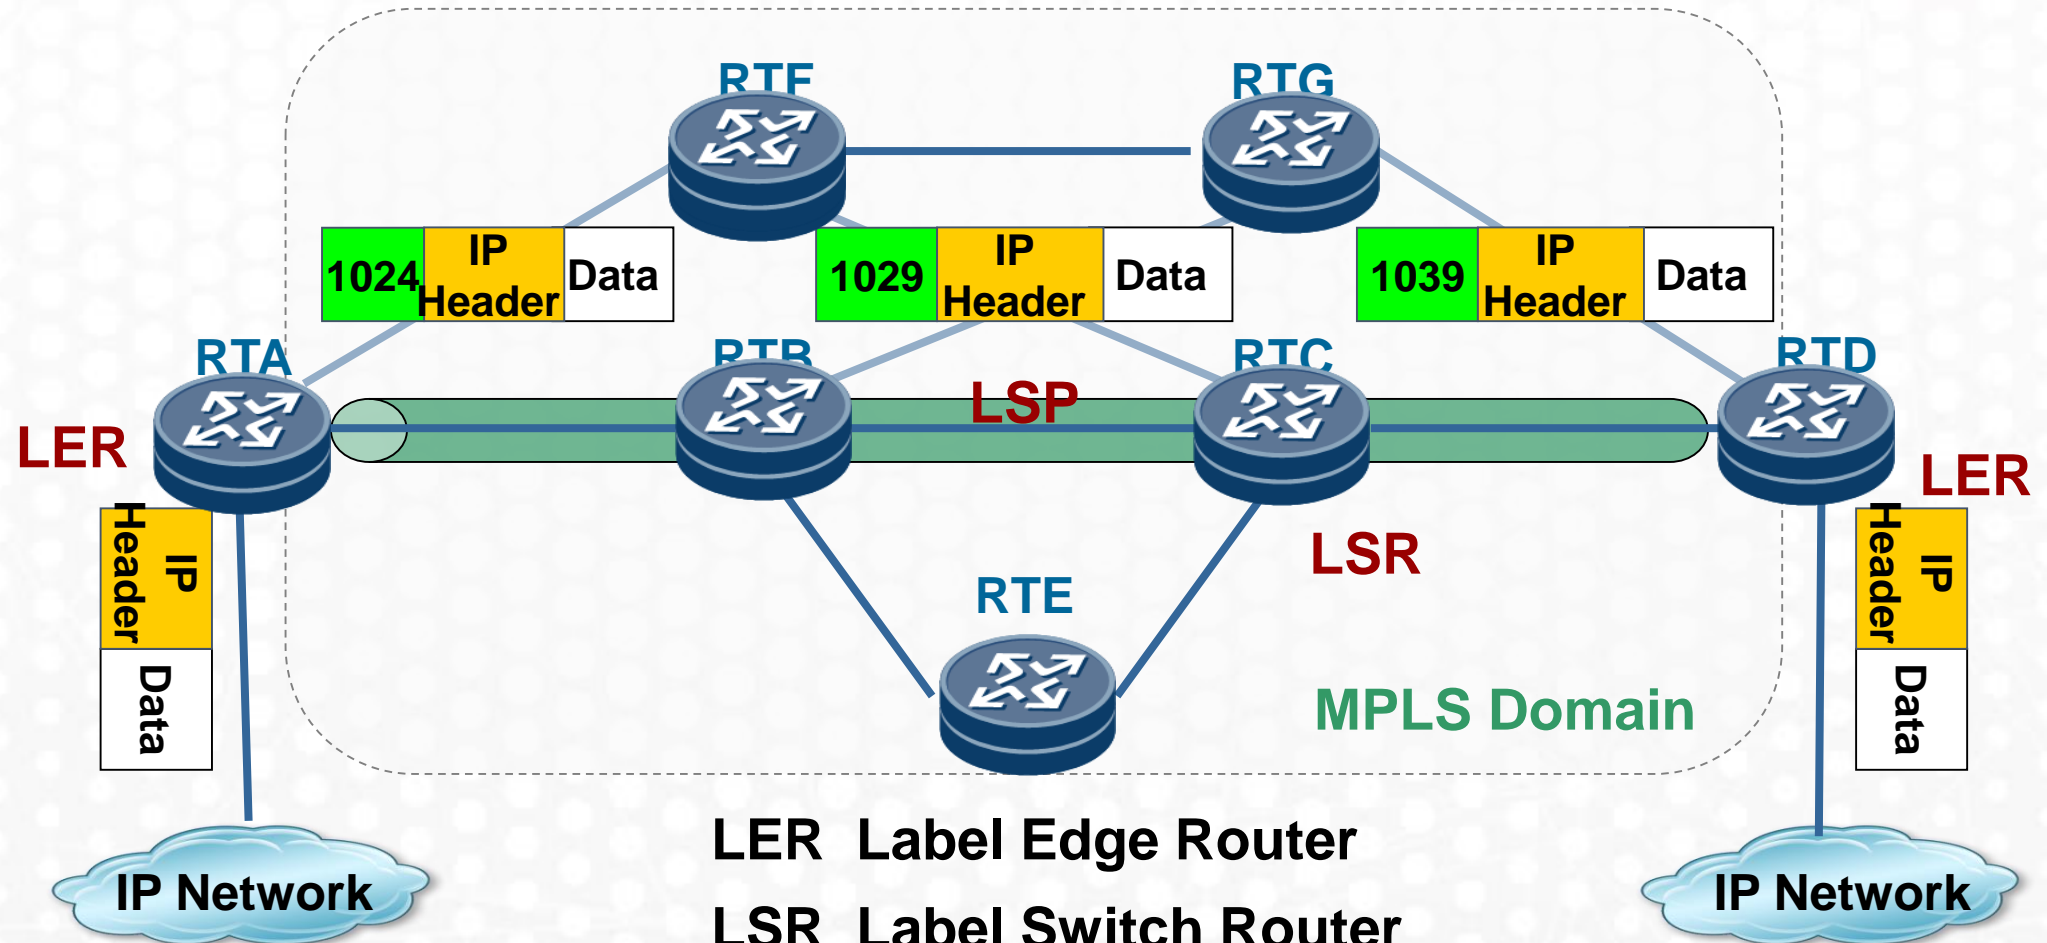 RTF
RTG
1024
IP
Header
Data
1029
IP
Header
Data
1039
IP
Header
Data
RTA
RTB
RTC
RTD
LSP
LER
LER
IP
Header
Data
LSR
RTE
IP
Header
Data
MPLS Domain
LER Label Edge Router
IP Network
IP Network
LSR Label Switch Router